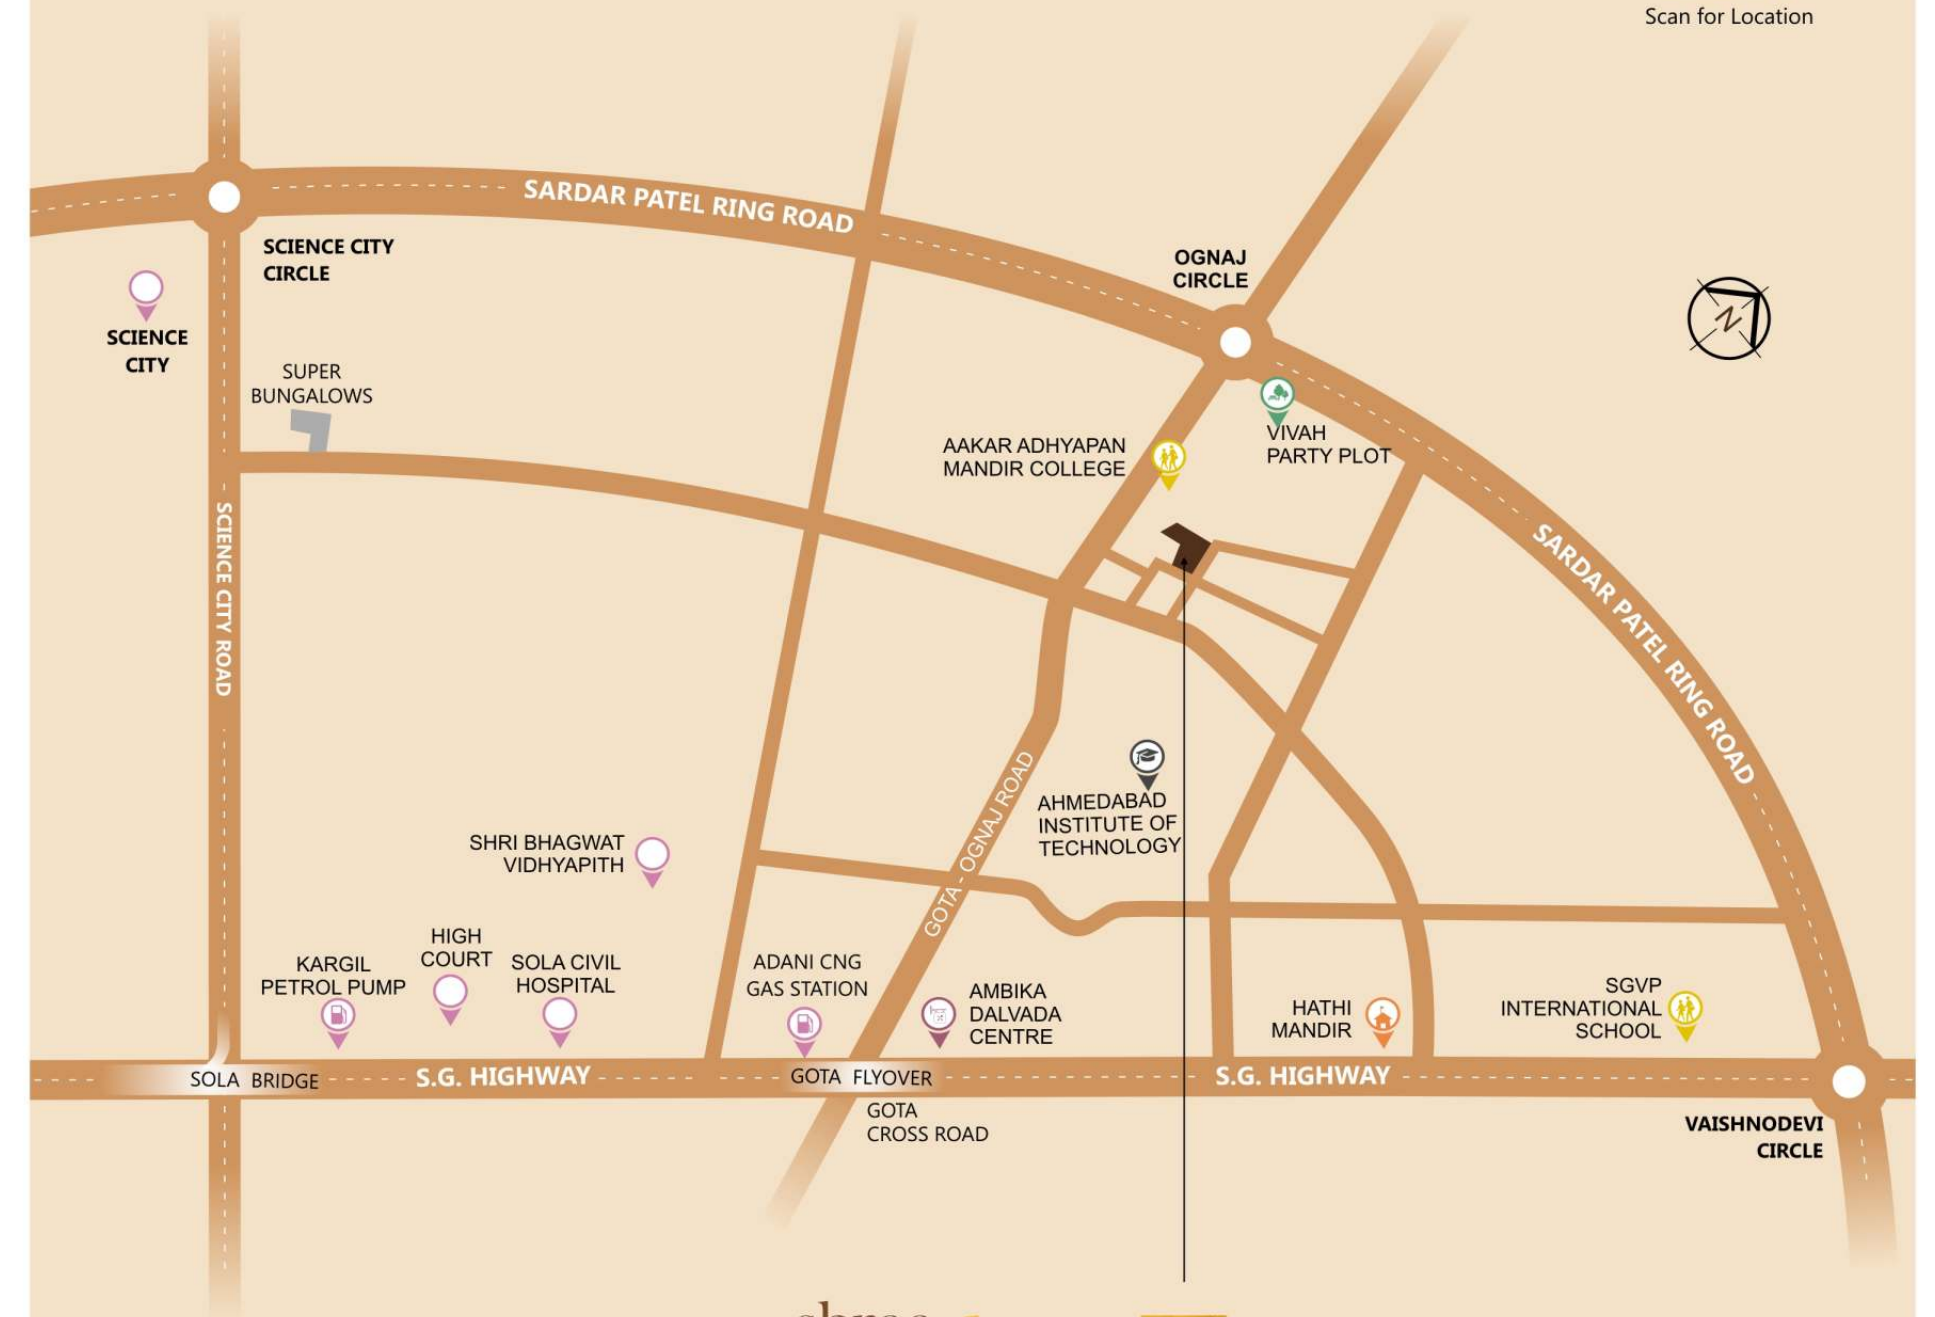 Scan for Location
SARDAR PATEL RING ROAD
SCIENCE CITY
CIRCLE
OGNAJ
CIRCLE
N
SCIENCE
CITY
SUPER
BUNGALOWS
AAKAR ADHYAPAN
MANDIR COLLEGE
VIVAH
PARTY PLOT
SCIENCE CITY ROAD
SARDAR PATEL RING ROAD
GOTA - OGNAJ ROAD
AHMEDABAD
INSTITUTE OF
TECHNOLOGY
SHRI BHAGWAT
VIDHYAPITH
HIGH
COURT
KARGIL
PETROL PUMP
SOLA CIVIL
HOSPITAL
ADANI CNG
GAS STATION
AMBIKA
DALVADA
CENTRE
HATHI
MANDIR
SGVP
INTERNATIONAL
SCHOOL
SOLA BRIDGE
S.G. HIGHWAY
GOTA FLYOVER
S.G. HIGHWAY
GOTA
CROSS ROAD
VAISHNODEVI
CIRCLE